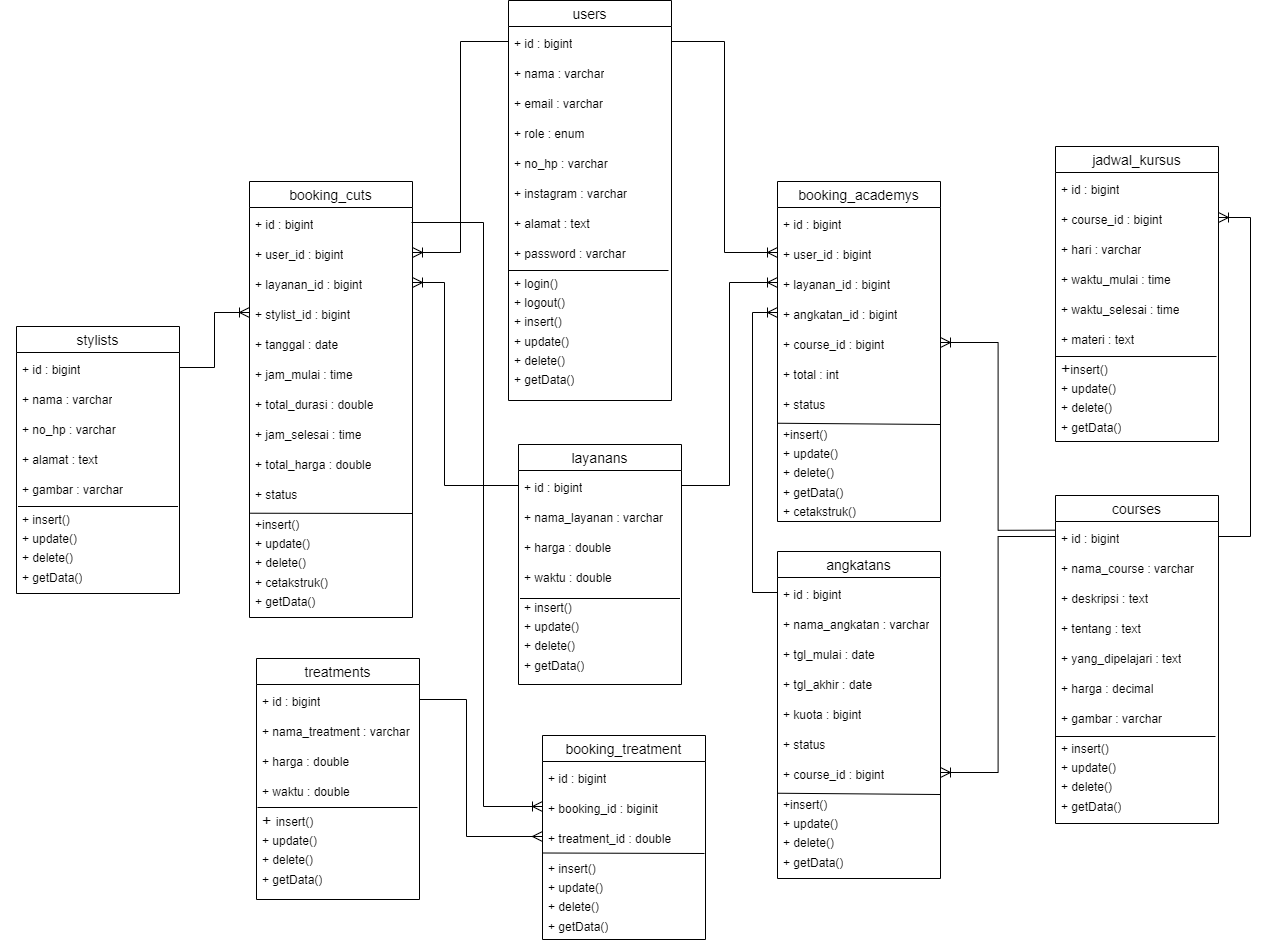 users
+ id : bigint
+ nama : varchar
+ email : varchar
+ role : enum
+ no_hp : varchar
+ instagram : varchar
+ alamat : text
+ password : varchar
+ login()
+ logout()
+ insert()
+ update()
+ delete()
+ getData()
booking_cuts
+ id : bigint
+ user_id : bigint
+ layanan_id : bigint
+ stylist_id : bigint
+ tanggal : date
+ jam_mulai : time
+ total_durasi : double
+ jam_selesai : time
+ total_harga : double
+ status
+insert()
+ update()
+ delete()
+ cetakstruk()
+ getData()
booking_academys
+ id : bigint
+ user_id : bigint
+ layanan_id : bigint
+ angkatan_id : bigint
+ course_id : bigint
+ total : int
+ status
+insert()
+ update()
+ delete()
+ getData()
+ cetakstruk()
jadwal_kursus
+ id : bigint
+ course_id : bigint
+ hari : varchar
+ waktu_mulai : time
+ waktu_selesai : time
+ materi : text
+insert()
+ update()
+ delete()
+ getData()
stylists
+ id : bigint
+ nama : varchar
+ no_hp : varchar
+ alamat : text
+ gambar : varchar
+ insert()
+ update()
+ delete()
+ getData()
layanans
+ id : bigint
+ nama_layanan : varchar
+ harga : double
+ waktu : double
+ insert()
+ update()
+ delete()
+ getData()
courses
+ id : bigint
+ nama_course : varchar
+ deskripsi : text
+ tentang : text
+ yang_dipelajari : text
+ harga : decimal
+ gambar : varchar
+ insert()
+ update()
+ delete()
+ getData()
angkatans
+ id : bigint
+ nama_angkatan : varchar
+ tgl_mulai : date
+ tgl_akhir : date
+ kuota : bigint
+ status
+ course_id : bigint
+insert()
+ update()
+ delete()
+ getData()
treatments
+ id : bigint
+ nama_treatment : varchar
+ harga : double
+ waktu : double
+ insert()
+ update()
+ delete()
+ getData()
booking_treatment
+ id : bigint
+ booking_id : biginit
+ treatment_id : double
+ insert()
+ update()
+ delete()
+ getData()